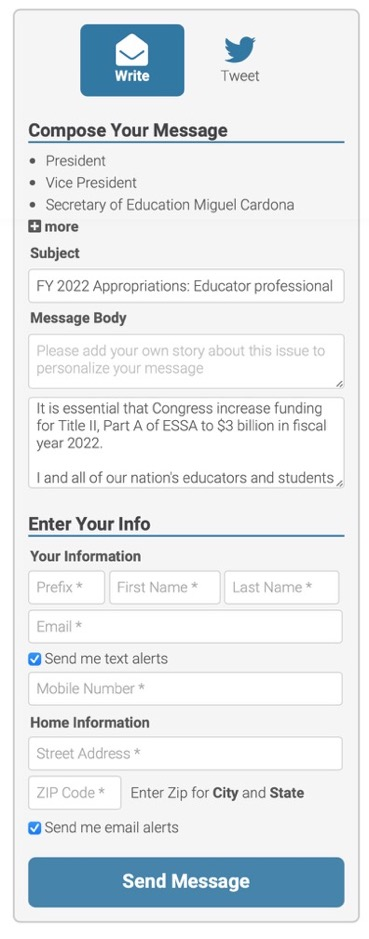 Write
Tweet
Compose Your Message
President
Vice President
Secretary of Education Miguel Cardona
more
Subject
FY 2022 Appropriations: Educator professional
Message Body
Please add your own story about this issue to
personalize your message
It is essential that Congress increase funding
for Title II, Part A of ESSA to $3 billion in fiscal
year 2022.
I and all of our nation's educators and students
Enter Your Info
Your Information
Prefix * First Name * Last Name *
Email *
Send me text alerts
Mobile Number *
Home Information
Street Address *
ZIP Code * Enter Zip for City and State
Send me email alerts
Send Message